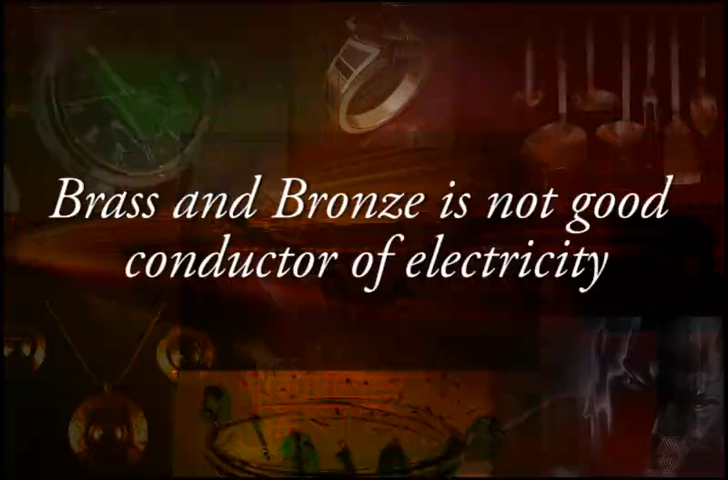 Brass and Bronze is not good
conductor of electricity